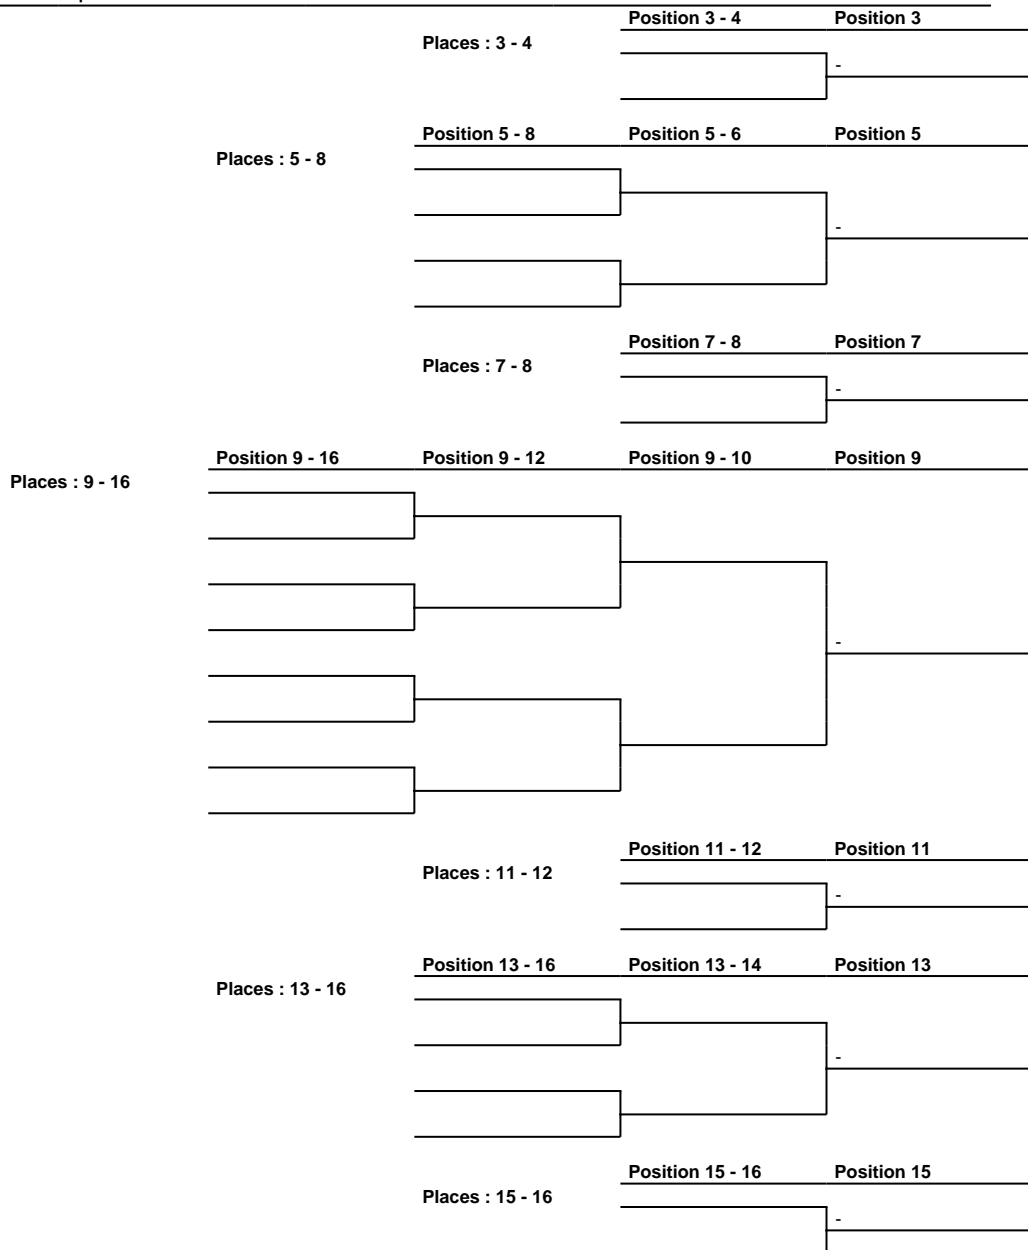 Position 3 - 4 Position 3
Places : 3 - 4
-
Position 5 - 8 Position 5 - 6 Position 5
Places : 5 - 8
-
Position 7 - 8 Position 7
Places : 7 - 8
-
Position 9 - 16 Position 9 - 12 Position 9 - 10 Position 9
Places : 9 - 16
-
Position 11 - 12 Position 11
Places : 11 - 12
-
Position 13 - 16 Position 13 - 14 Position 13
Places : 13 - 16
-
Position 15 - 16 Position 15
Places : 15 - 16
-